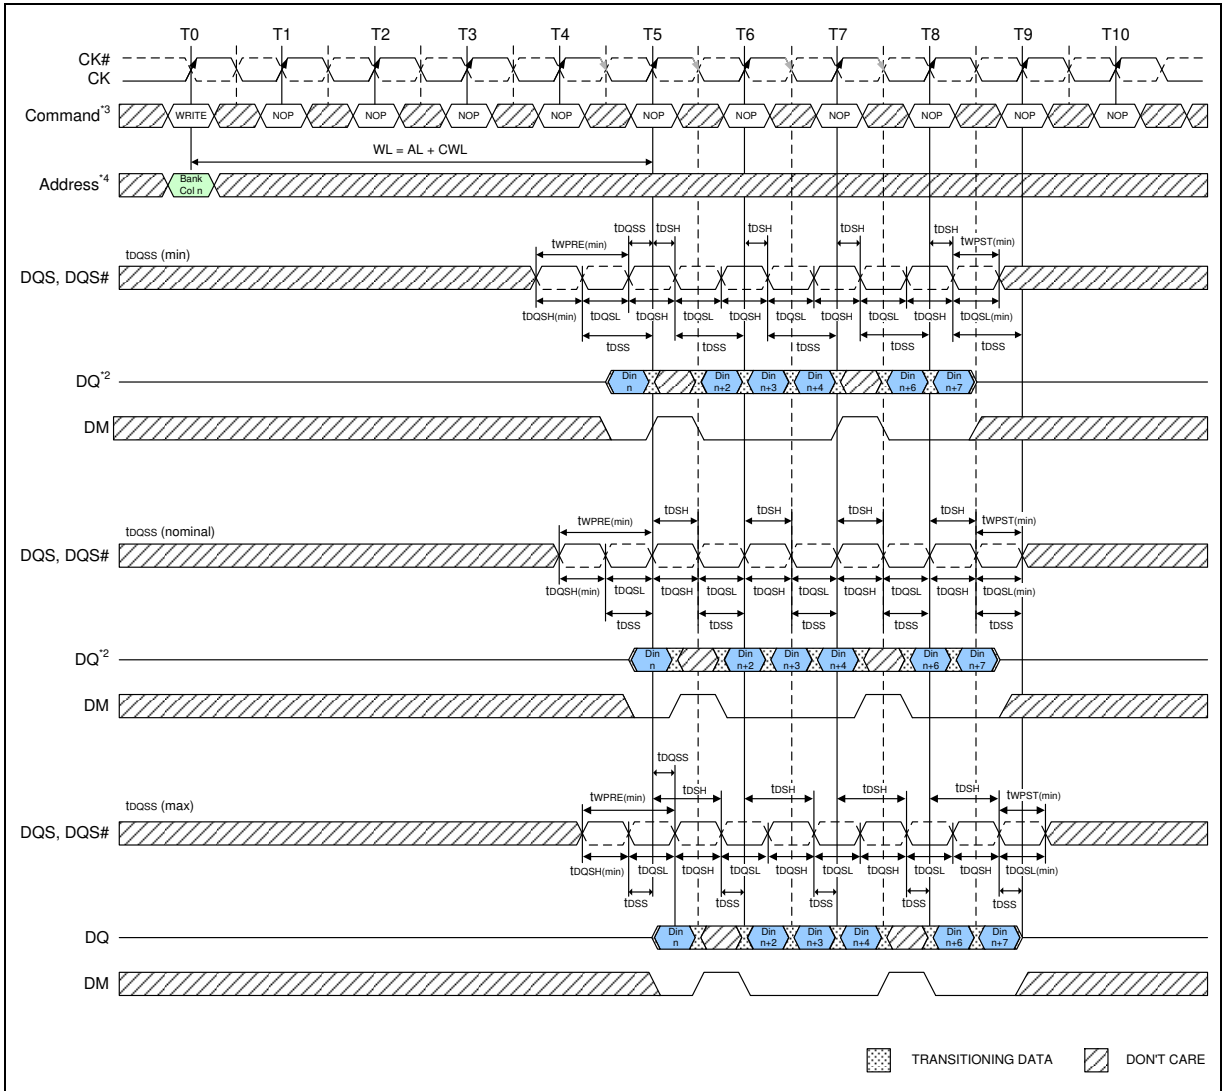 T0 T1 T2 T3 T4 T5 T6 T7 T8 T9 T10
CK#
CK
Command*3 WRITE NOP NOP NOP NOP NOP NOP NOP NOP NOP NOP
WL = AL + CWL
Address*4 Bank Col n
tDQSS tDSH tDSH tDSH tDSH
tDQSS (min) tWPRE(min) tWPST(min)
DQS, DQS#
tDQSH(min) tDQSL tDQSH tDQSL tDQSH tDQSL tDQSH tDQSL tDQSH tDQSL(min)
tDSS tDSS tDSS tDSS tDSS
DQ*2 Din n Din n+2 Din n+3 Din n+4 Din n+6 Din n+7
DM
tDSH tDSH tDSH tDSH
tDQSS (nominal) tWPRE(min) tWPST(min)
DQS, DQS#
tDQSH(min) tDQSL tDQSH tDQSL tDQSH tDQSL tDQSH tDQSL tDQSH tDQSL(min)
tDSS tDSS tDSS tDSS tDSS
DQ*2 Din n Din n+2 Din n+3 Din n+4 Din n+6 Din n+7
DM
tDQSS
tDQSS (max) tWPRE(min) tDSH tDSH tDSH tDSH tWPST(min)
DQS, DQS#
tDQSH(min) tDQSL tDQSH tDQSL tDQSH tDQSL tDQSH tDQSL tDQSH tDQSL(min)
tDSS tDSS tDSS tDSS tDSS
DQ Din n Din n+2 Din n+3 Din n+4 Din n+6 Din n+7
DM
TRANSITIONING DATA DON'T CARE